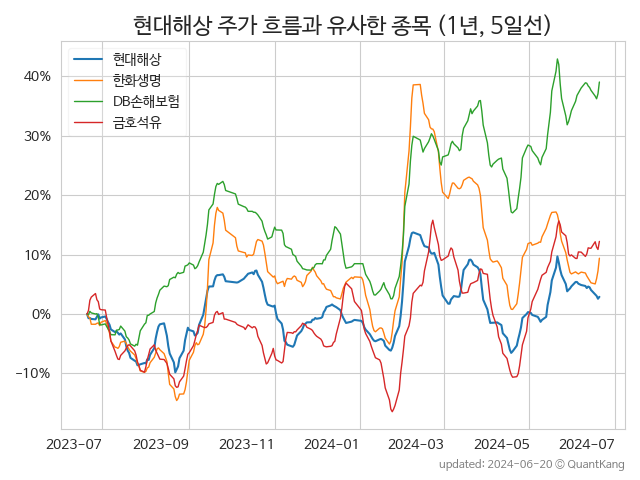 현대해상 주가 흐름과 유사한 종목 (1년, 5일선)
현대해상
한화생명
DB손해보험
금호석유
40%
30%
20%
10%
0%
−10%
2023-07
2023-09
2023-11
2024-01
2024-03
2024-05
2024-07
updated: 2024-06-20 © QuantKang